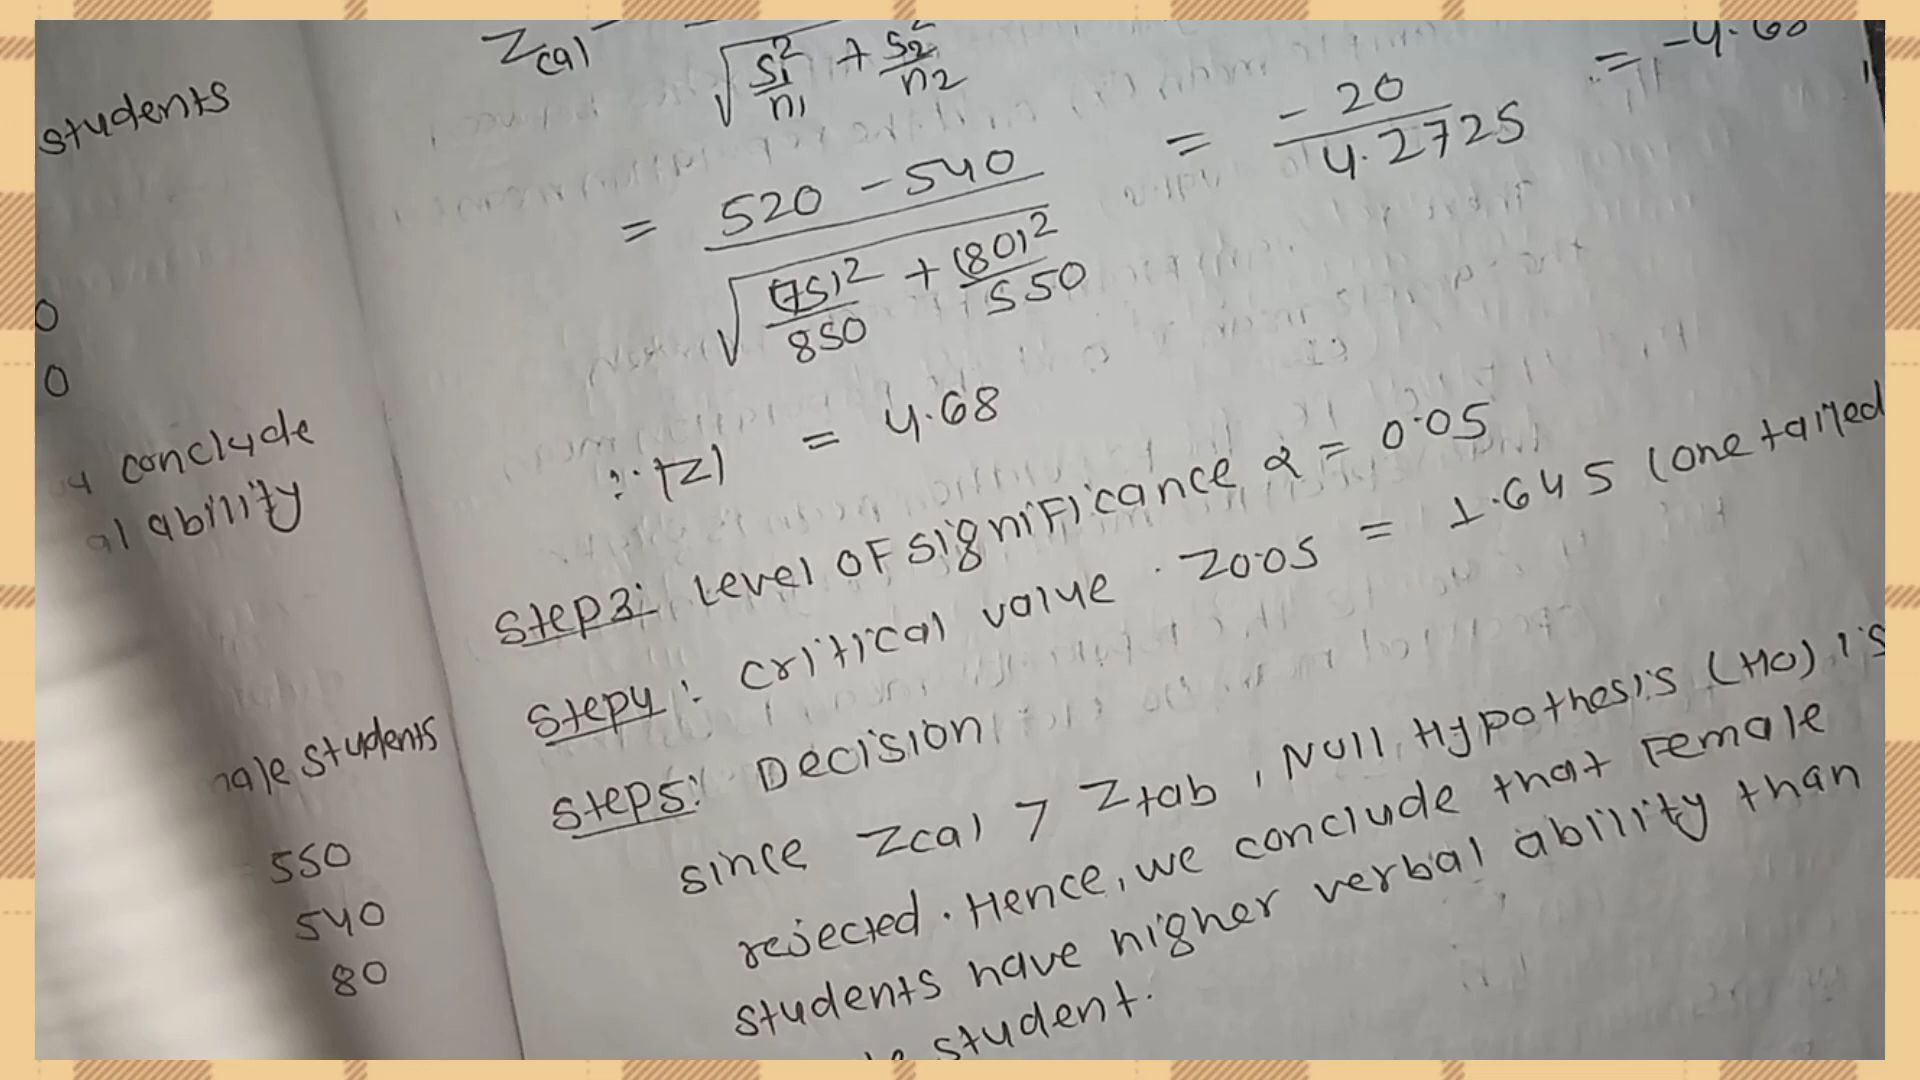 students
0
0
conclude
al ability
male students
550
540
80
Zcal =
√ s1²/n1 + s2²/n2
= 520 - 540 / √ (75)²/850 + (80)²/550
= -20 / 4.2725
= -4.68
∴ |Z| = 4.68
Step3: Level of significance α = 0.05
Step4: critical value. Z0.05 = 1.645 (one tailed
Step5: Decision
since Zcal > Ztab, Null Hypothesis (H0) is
rejected. Hence, we conclude that Female
students have higher verbal ability than
student.